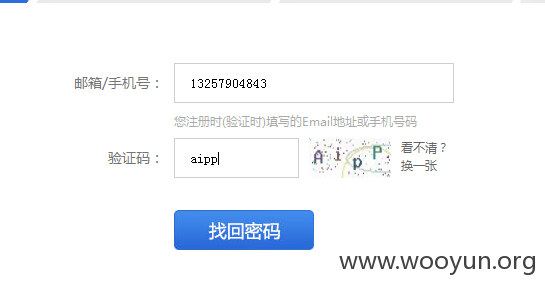 邮箱/手机号： 13257904843
您注册时(验证时)填写的Email地址或手机号码
验证码： aipp AipP 看不清？
换一张
找回密码
www.wooyun.org